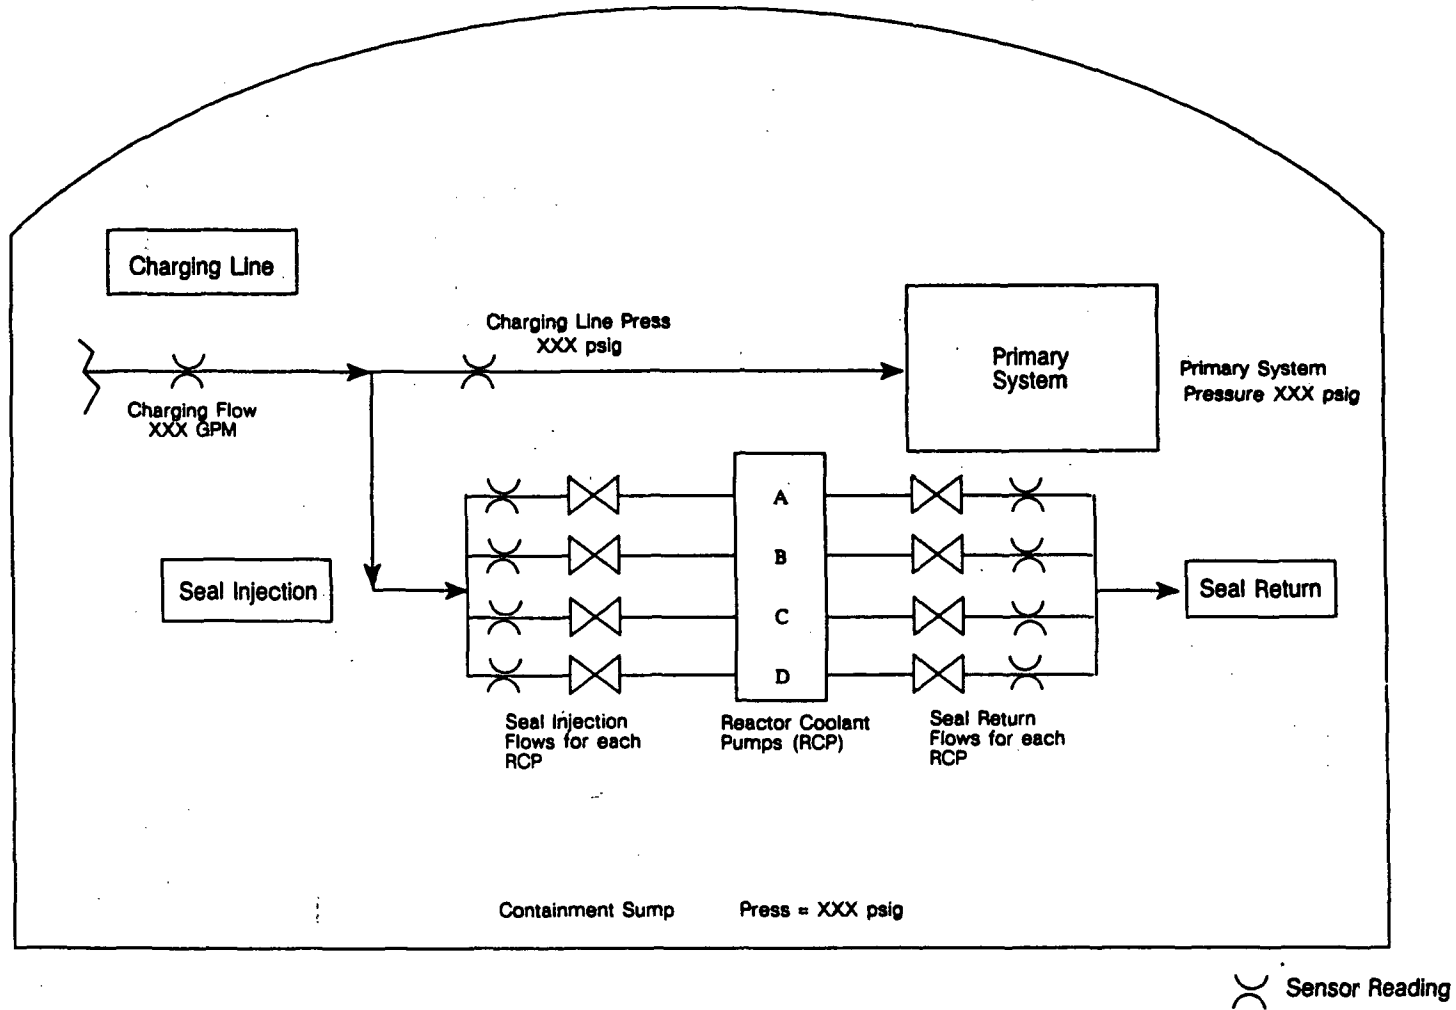 Charging Line
Charging Line Press
XXX psig
Primary
System
Primary System
Pressure XXX psig
Charging Flow
XXX GPM
A
B
C
D
Seal Injection
Seal Return
Seal Injection
Flows for each
RCP
Reactor Coolant
Pumps (RCP)
Seal Return
Flows for each
RCP
Containment Sump Press = XXX psig
Sensor Reading